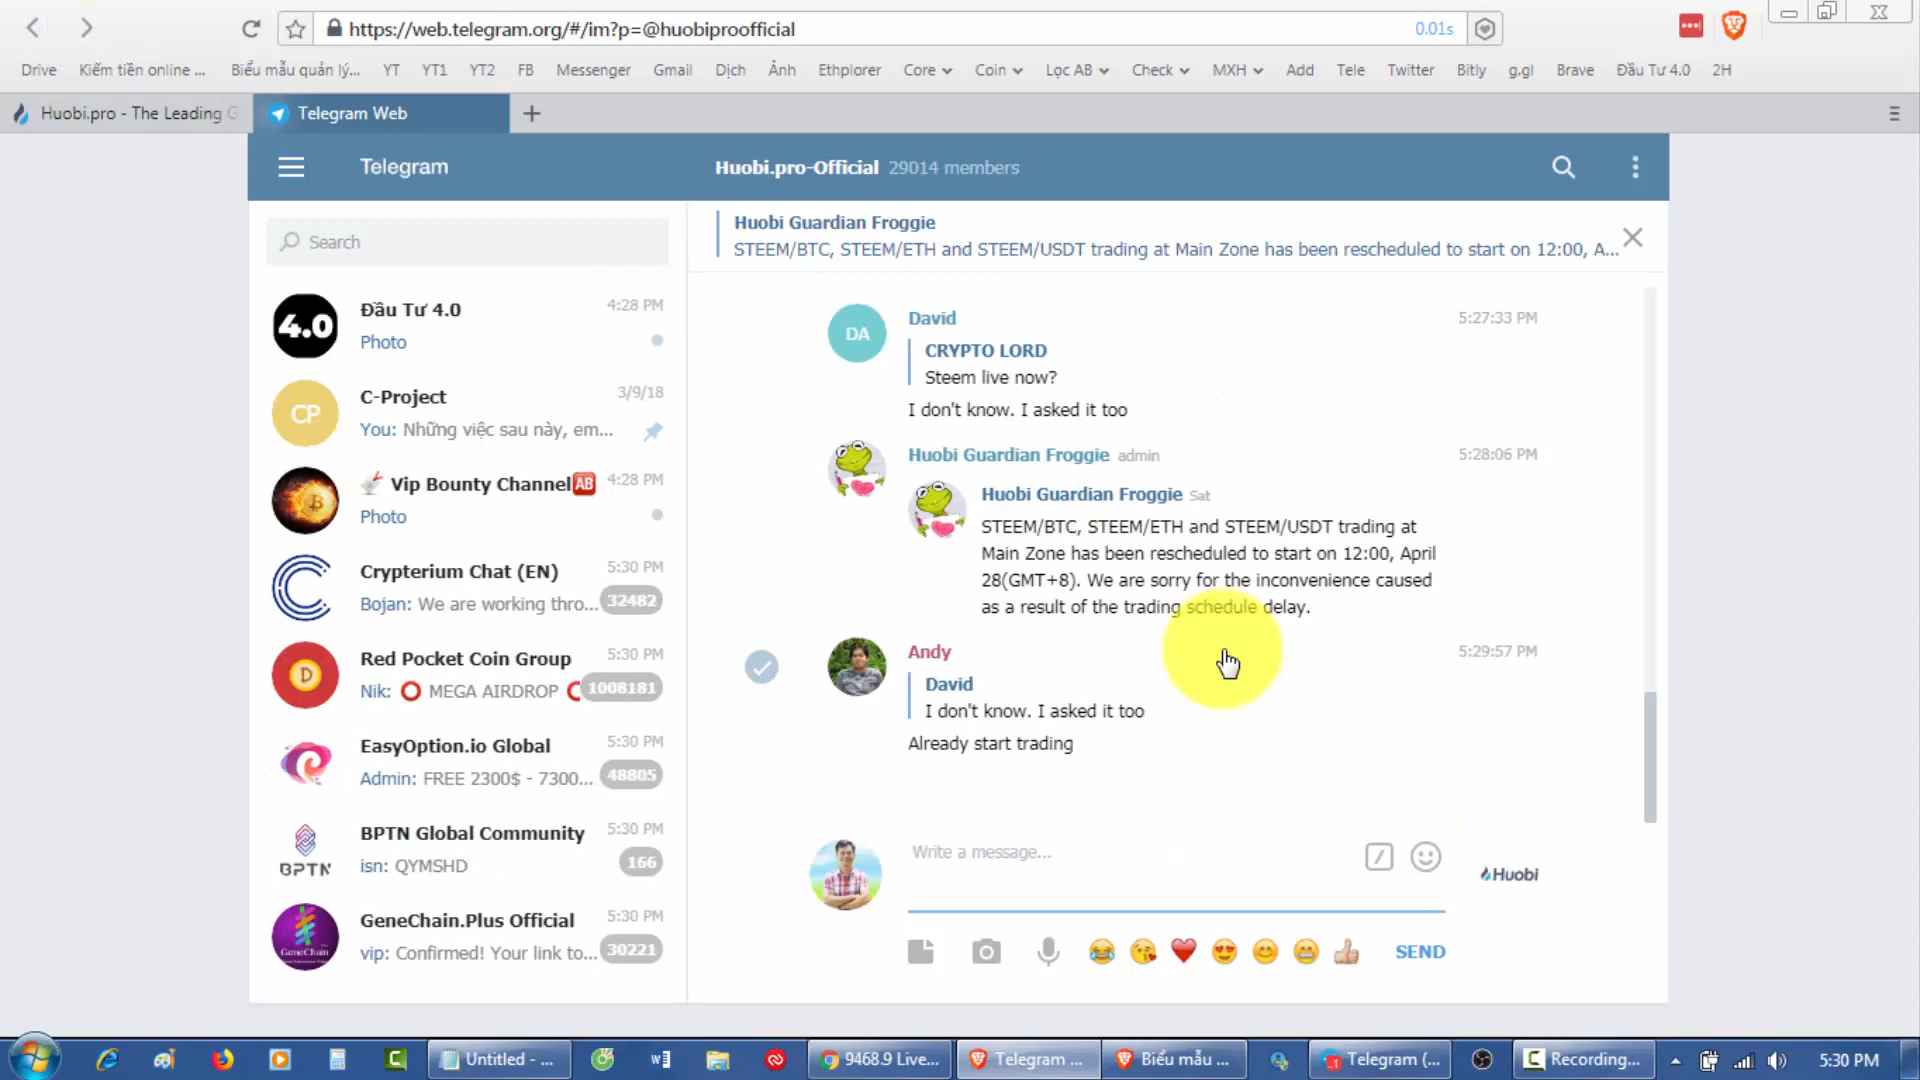 https://web.telegram.org/#/im?p=@huobiproofficial
0.01s
Drive
Kiếm tiền online ...
Biểu mẫu quản lý...
YT
YT1
YT2
FB
Messenger
Gmail
Dịch
Ảnh
Ethplorer
Core
Coin
Lọc AB
Check
MXH
Add
Tele
Twitter
Bitly
g.gl
Brave
Đầu Tư 4.0
2H
Huobi.pro - The Leading G
Telegram Web
Telegram
Huobi.pro-Official 29014 members
Search
Huobi Guardian Froggie
STEEM/BTC, STEEM/ETH and STEEM/USDT trading at Main Zone has been rescheduled to start on 12:00, A...
4.0
Đầu Tư 4.0
4:28 PM
Photo
CP
C-Project
3/9/18
You: Những việc sau này, em...
Vip Bounty Channel AB
4:28 PM
Photo
Crypterium Chat (EN)
5:30 PM
Bojan: We are working thro...
32482
D
Red Pocket Coin Group
5:30 PM
Nik: ⭕ MEGA AIRDROP
1008181
EasyOption.io Global
5:30 PM
Admin: FREE 2300$ - 7300...
48805
BPTN
BPTN Global Community
5:30 PM
isn: QYMSHD
166
GeneChain
GeneChain.Plus Official
5:30 PM
vip: Confirmed! Your link to...
30221
DA
David
5:27:33 PM
CRYPTO LORD
Steem live now?
I don't know. I asked it too
Huobi Guardian Froggie admin
5:28:06 PM
Huobi Guardian Froggie Sat
STEEM/BTC, STEEM/ETH and STEEM/USDT trading at
Main Zone has been rescheduled to start on 12:00, April
28(GMT+8). We are sorry for the inconvenience caused
as a result of the trading schedule delay.
Andy
5:29:57 PM
David
I don't know. I asked it too
Already start trading
Write a message...
Huobi
SEND
Untitled - ...
9468.9 Live...
Telegram ...
Biểu mẫu ...
Telegram (...
Recording...
5:30 PM